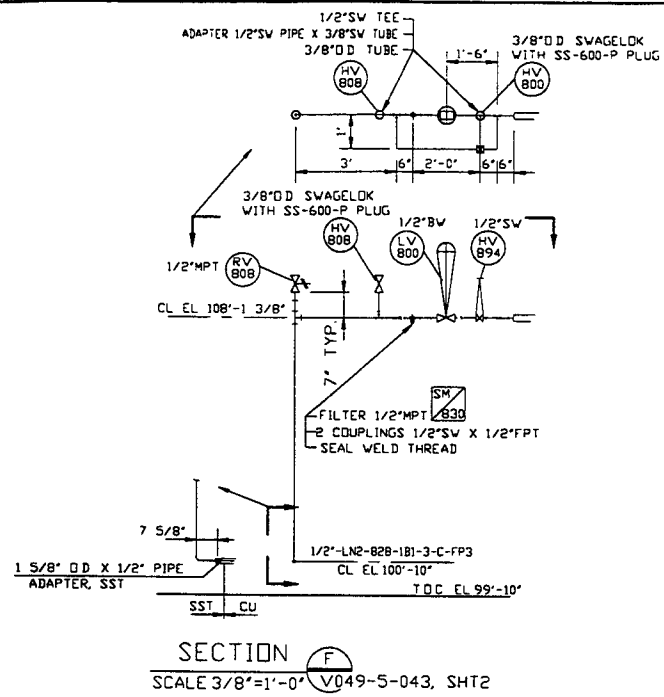 1/2"SW TEE
ADAPTER 1/2"SW PIPE X 3/8"SW TUBE
3/8"OD TUBE
1'-6"
3/8"OD SWAGELOK
WITH SS-600-P PLUG
HV
808
HV
800
1"
3'
6"
2'-0"
6"
6"
3/8"OD SWAGELOK
WITH SS-600-P PLUG
1/2"MPT
RV
808
HV
808
1/2"BW
LV
800
1/2"SW
HV
894
CL EL 108'-1 3/8"
7" TYP.
FILTER 1/2"MPT
SM
830
2 COUPLINGS 1/2"SW X 1/2"FPT
SEAL WELD THREAD
7 5/8"
1 5/8" OD X 1/2" PIPE
ADAPTER, SST
1/2"-LN2-828-1B1-3-C-FP3
CL EL 100'-10"
TOC EL 99'-10"
SST
CU
SECTION
F
SCALE 3/8"=1'-0"
V049-5-043, SHT2